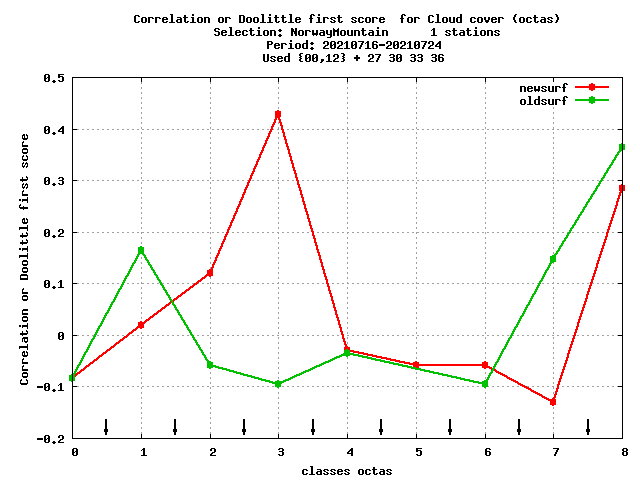 Correlation or Doolittle first score  for Cloud cover (octas)
Selection: NorwayMountain      1 stations
Period: 20210716-20210724
Used {00,12} + 27 30 33 36
newsurf
oldsurf
Correlation or Doolittle first score
0.5
0.4
0.3
0.2
0.1
0
-0.1
-0.2
0 1 2 3 4 5 6 7 8
classes octas